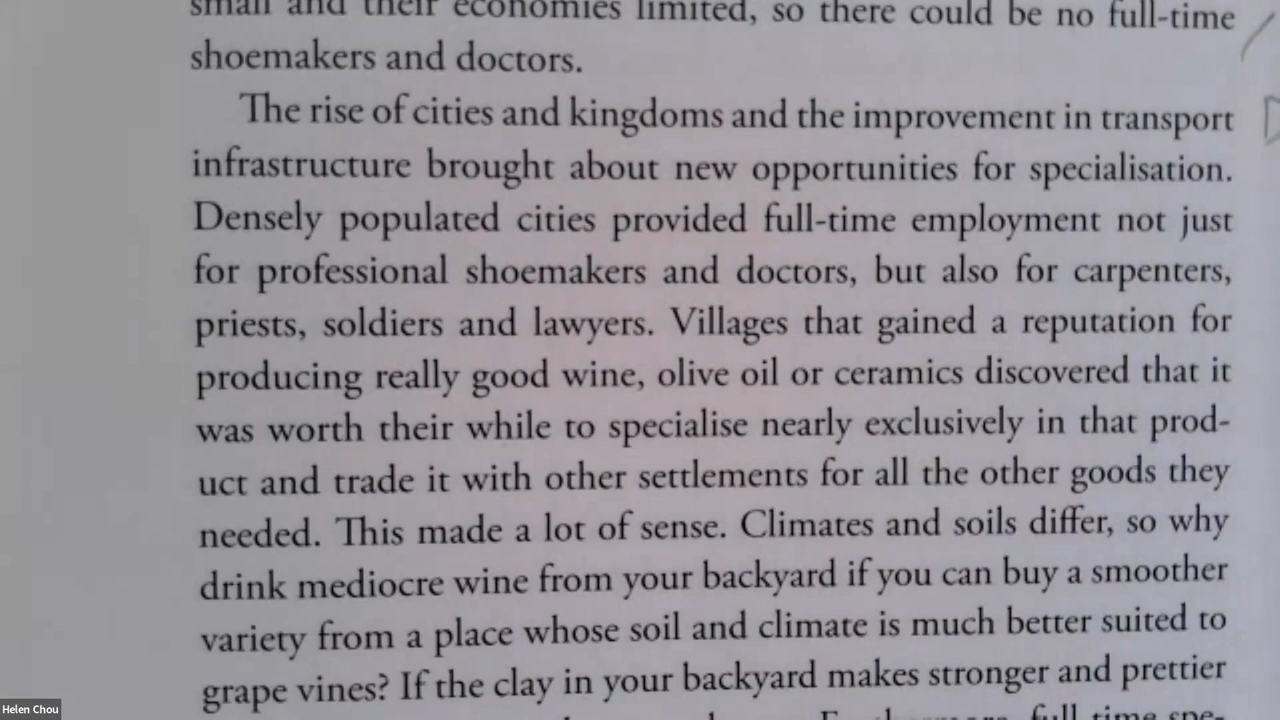 small and their economies limited, so there could be no full-time
shoemakers and doctors.
The rise of cities and kingdoms and the improvement in transport
infrastructure brought about new opportunities for specialisation.
Densely populated cities provided full-time employment not just
for professional shoemakers and doctors, but also for carpenters,
priests, soldiers and lawyers. Villages that gained a reputation for
producing really good wine, olive oil or ceramics discovered that it
was worth their while to specialise nearly exclusively in that prod-
uct and trade it with other settlements for all the other goods they
needed. This made a lot of sense. Climates and soils differ, so why
drink mediocre wine from your backyard if you can buy a smoother
variety from a place whose soil and climate is much better suited to
grape vines? If the clay in your backyard makes stronger and prettier
full-time spe-
Helen Chou